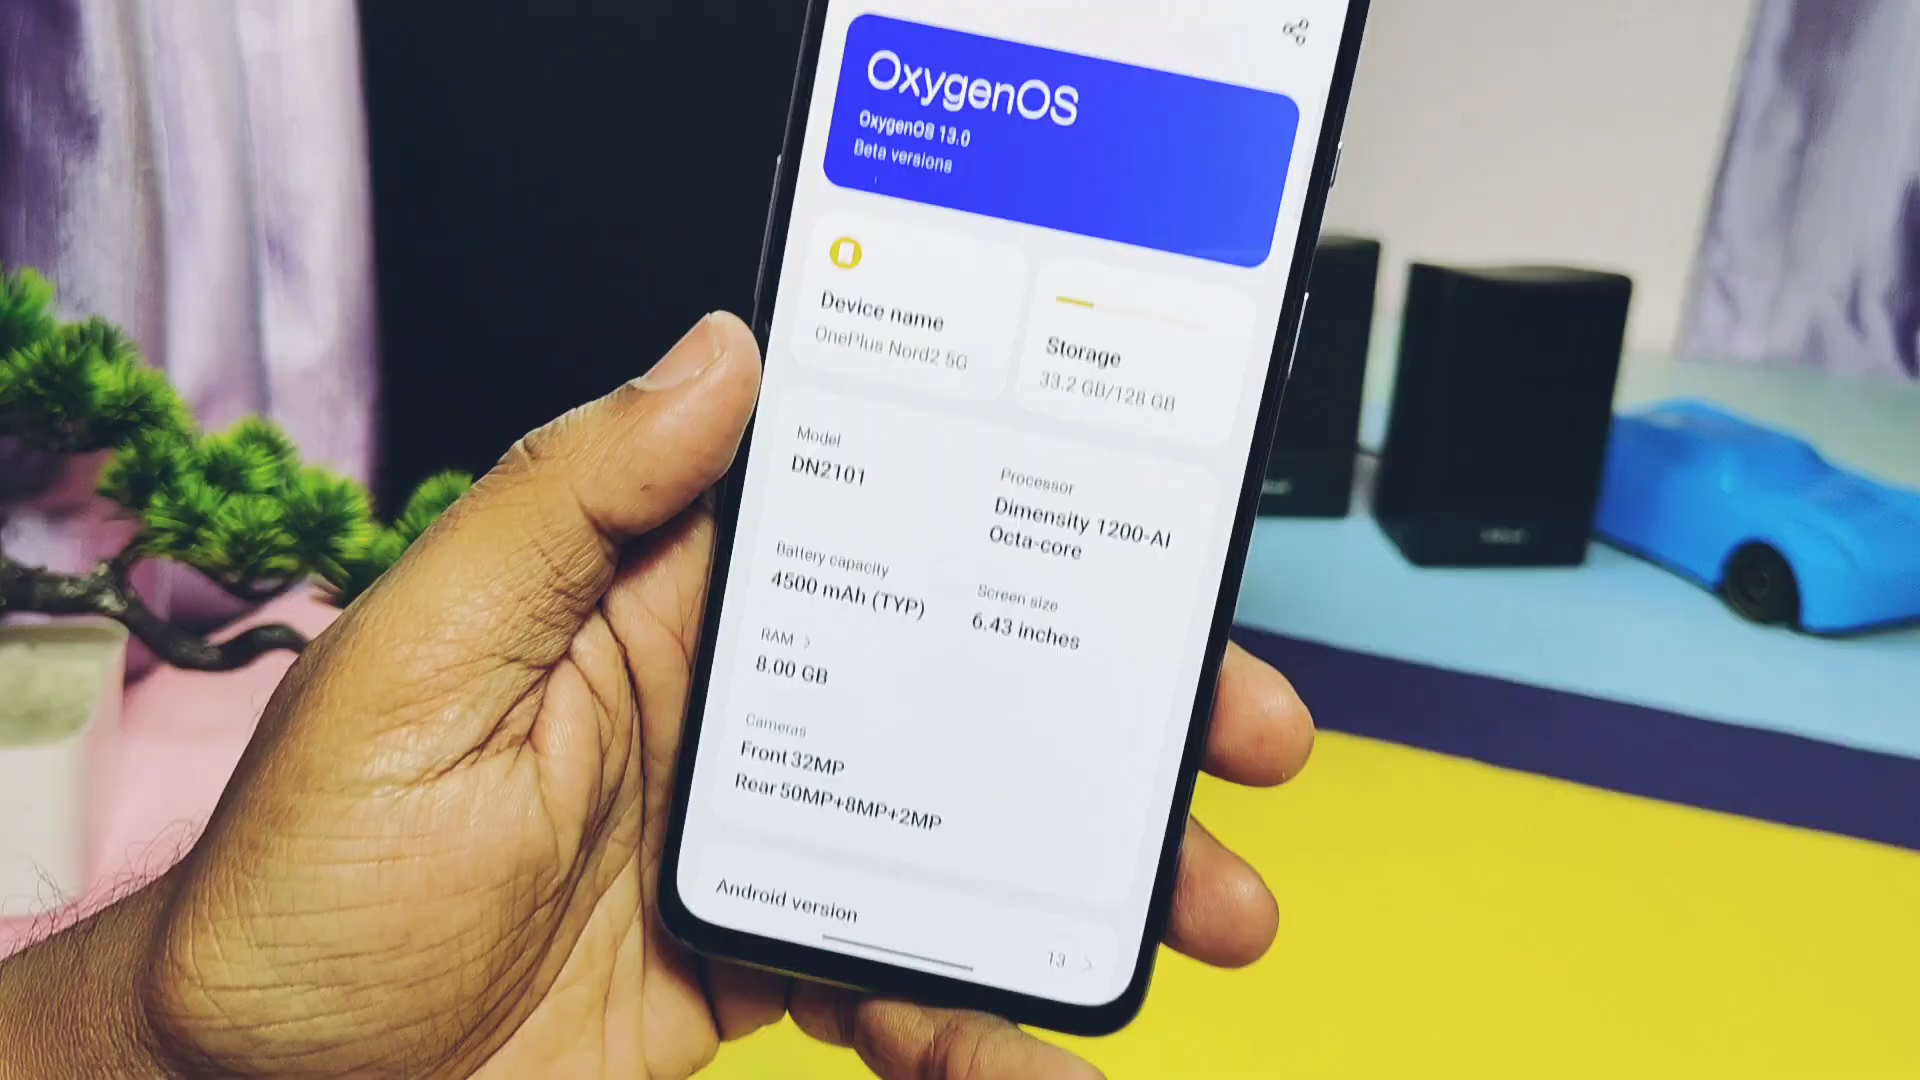 OxygenOS
OxygenOS 13.0
Beta versions
Device name
OnePlus Nord2 5G
Storage
33.2 GB/128 GB
Model
DN2101
Processor
Dimensity 1200-AI
Octa-core
Battery capacity
4500 mAh (TYP)
Screen size
6.43 inches
RAM >
8.00 GB
Cameras
Front 32MP
Rear 50MP+8MP+2MP
Android version
13 >